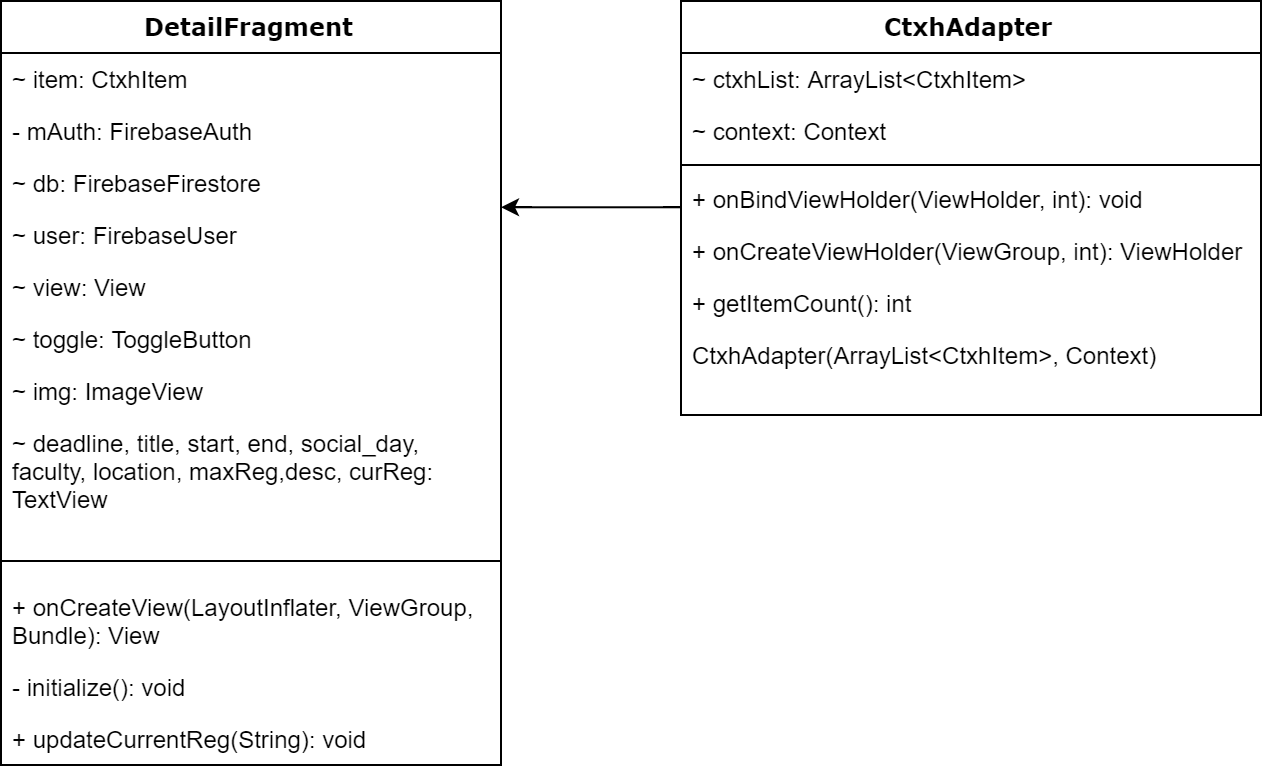 DetailFragment
~ item: CtxhItem
- mAuth: FirebaseAuth
~ db: FirebaseFirestore
~ user: FirebaseUser
~ view: View
~ toggle: ToggleButton
~ img: ImageView
~ deadline, title, start, end, social_day,
faculty, location, maxReg,desc, curReg:
TextView
+ onCreateView(LayoutInflater, ViewGroup,
Bundle): View
- initialize(): void
+ updateCurrentReg(String): void
CtxhAdapter
~ ctxhList: ArrayList<CtxhItem>
~ context: Context
+ onBindViewHolder(ViewHolder, int): void
+ onCreateViewHolder(ViewGroup, int): ViewHolder
+ getItemCount(): int
CtxhAdapter(ArrayList<CtxhItem>, Context)